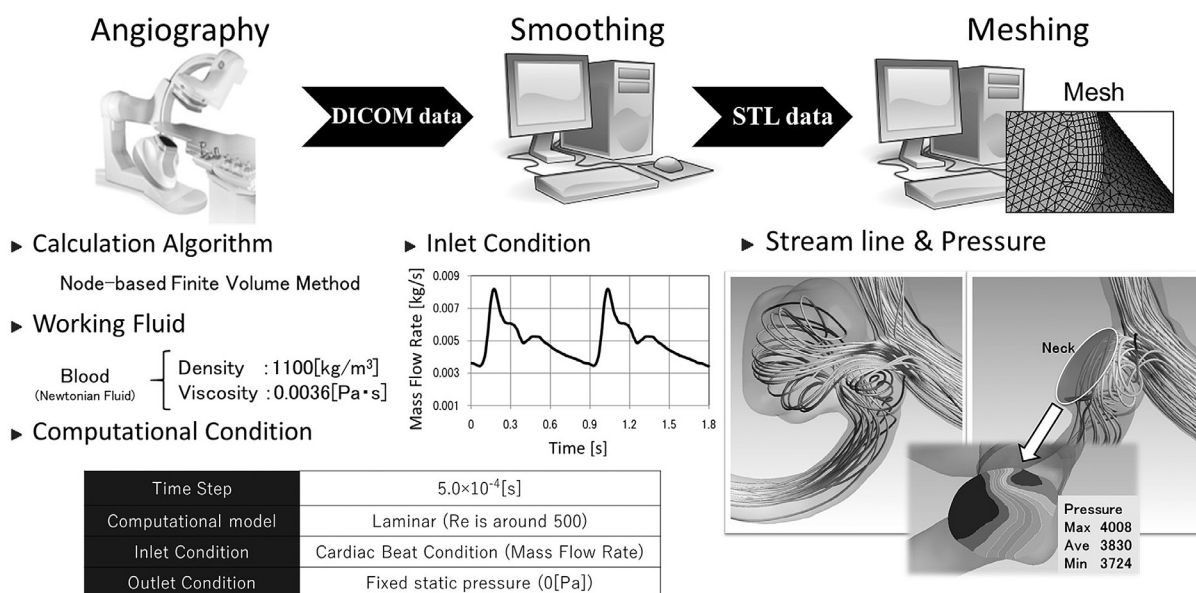 Angiography
Smoothing
Meshing
DICOM data
STL data
Mesh
▸ Calculation Algorithm
Node-based Finite Volume Method
▸ Working Fluid
Blood
(Newtonian Fluid)
Density :1100[kg/m³]
Viscosity :0.0036[Pa・s]
▸ Computational Condition
▸ Inlet Condition
Mass Flow Rate [kg/s]
0.009
0.007
0.005
0.003
0.001
0 0.3 0.6 0.9 1.2 1.5 1.8
Time [s]
▸ Stream line & Pressure
Neck
Pressure
Max 4008
Ave 3830
Min 3724
Time Step 5.0×10⁻⁴[s]
Computational model Laminar (Re is around 500)
Inlet Condition Cardiac Beat Condition (Mass Flow Rate)
Outlet Condition Fixed static pressure (0[Pa])